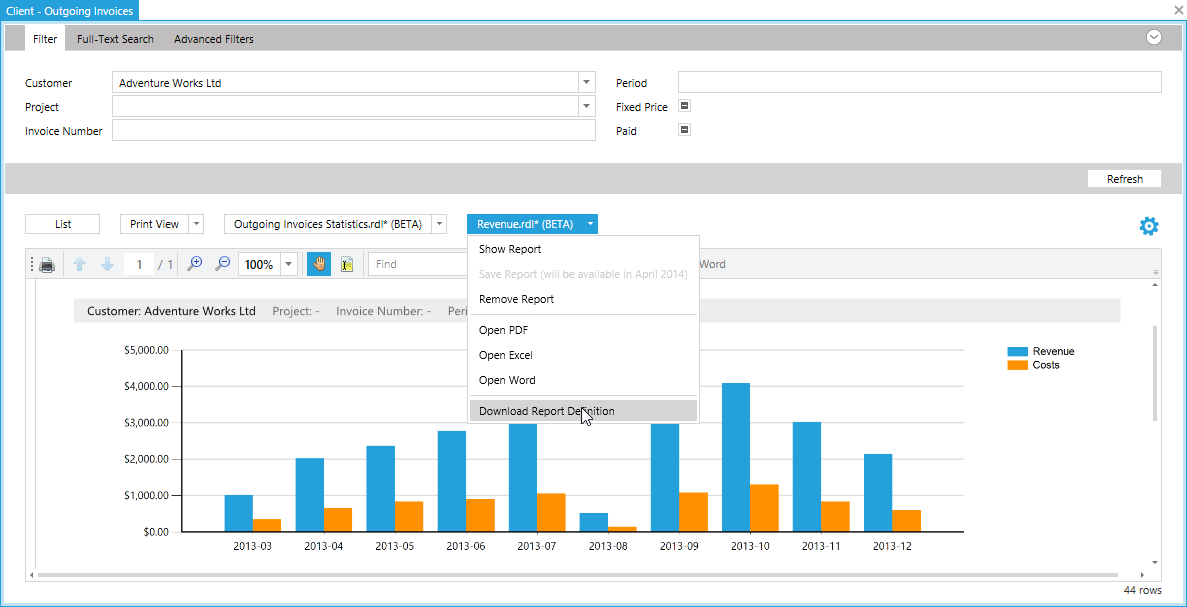 Client - Outgoing Invoices
Filter Full-Text Search Advanced Filters
Customer Adventure Works Ltd Period
Project Fixed Price
Invoice Number Paid
Refresh
List Print View Outgoing Invoices Statistics.rdl* (BETA) Revenue.rdl* (BETA)
Show Report
Save Report (will be available in April 2014)
Remove Report
Open PDF
Open Excel
Open Word
Download Report Definition
1 / 1 100% Find Word
Customer: Adventure Works Ltd Project: - Invoice Number: -
$5,000.00
$4,000.00
$3,000.00
$2,000.00
$1,000.00
$0.00
2013-03 2013-04 2013-05 2013-06 2013-07 2013-08 2013-09 2013-10 2013-11 2013-12
Revenue
Costs
44 rows